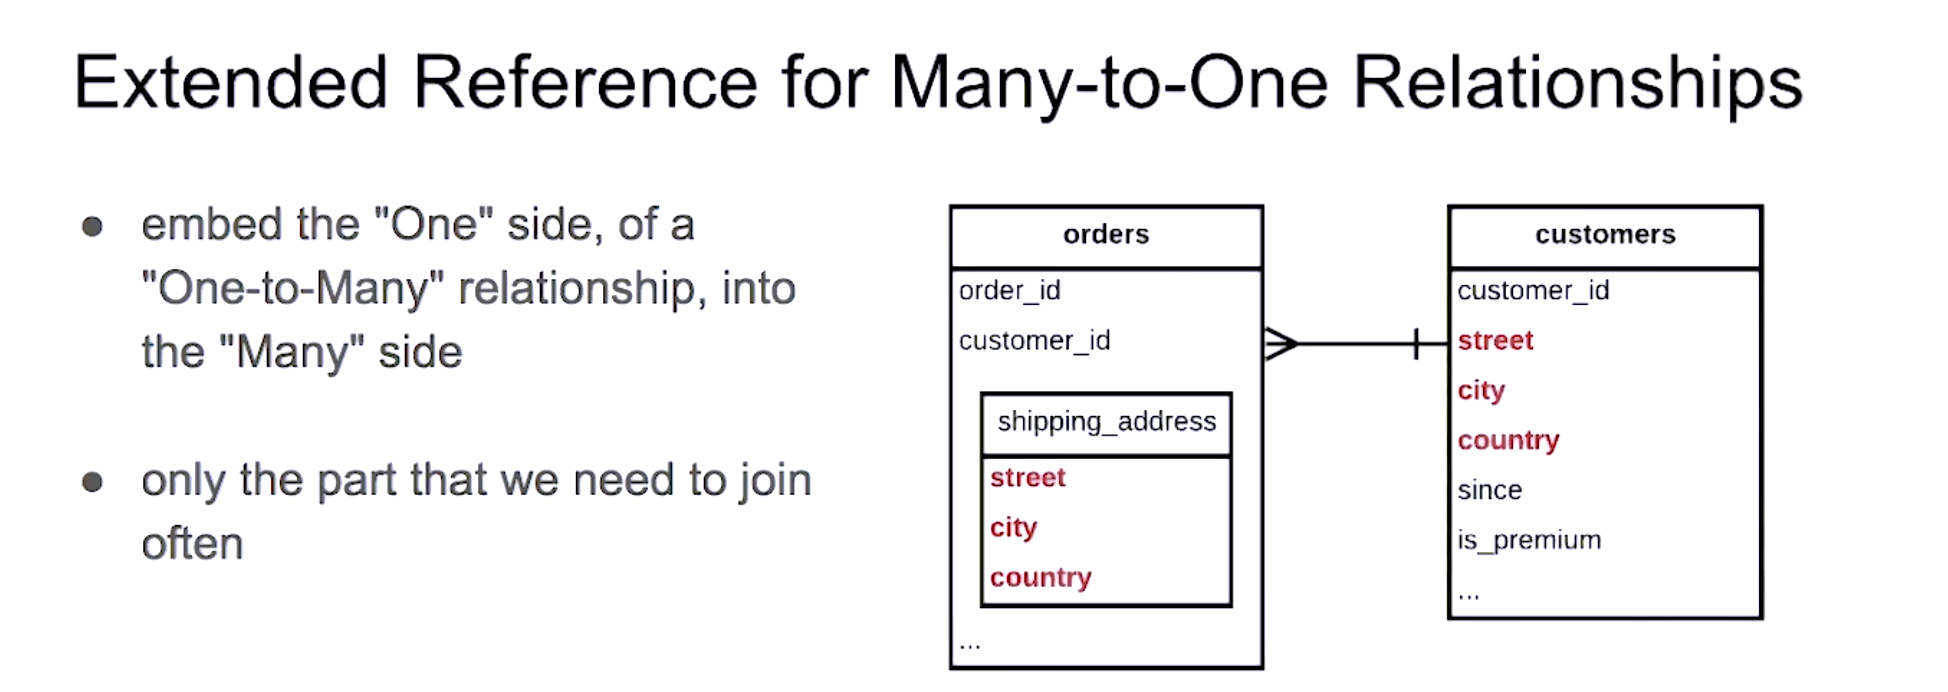 Extended Reference for Many-to-One Relationships
● embed the "One" side, of a
"One-to-Many" relationship, into
the "Many" side
● only the part that we need to join
often
orders
order_id
customer_id
shipping_address
street
city
country
...
customers
customer_id
street
city
country
since
is_premium
...